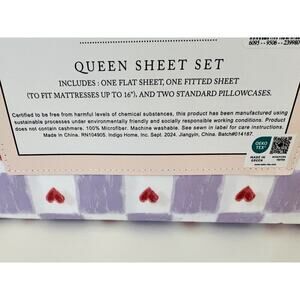 6095 - 9506 - 239980
QUEEN SHEET SET
INCLUDES : ONE FLAT SHEET, ONE FITTED SHEET
(TO FIT MATTRESSES UP TO 16"), AND TWO STANDARD PILLOWCASES.
Certified to be free from harmful levels of chemical substances, this product has been manufactured using
sustainable processes under environmentally friendly and socially responsible working conditions. Product
does not contain cashmere. 100% Microfiber. Machine washable. See sewn in label for care instructions.
Made in China. RN104905. Indigo Home, Inc. Sept. 2024. Jiangyin, China. Batch#014187.
OEKO
TEX®
MADE IN
GREEN